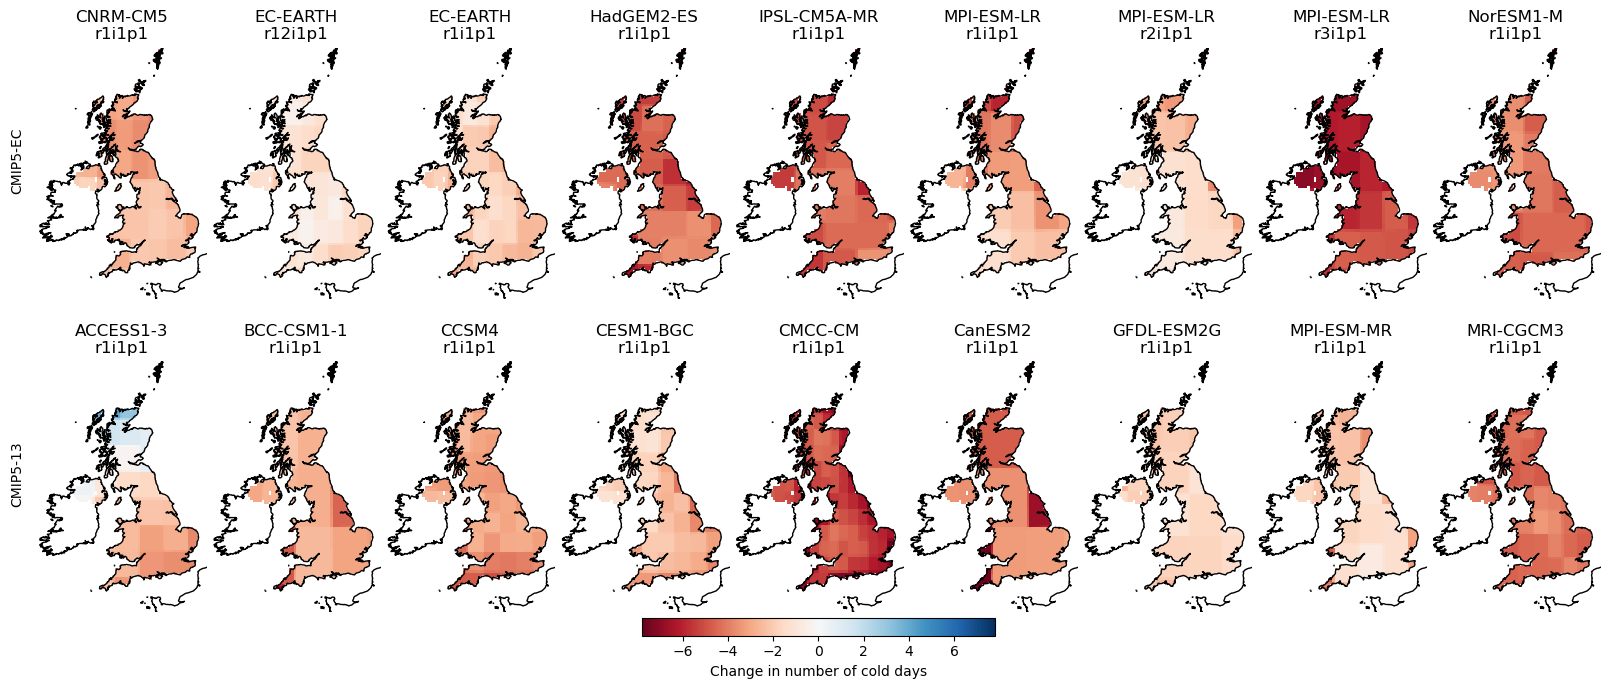 CNRM-CM5
r1i1p1
EC-EARTH
r12i1p1
EC-EARTH
r1i1p1
HadGEM2-ES
r1i1p1
IPSL-CM5A-MR
r1i1p1
MPI-ESM-LR
r1i1p1
MPI-ESM-LR
r2i1p1
MPI-ESM-LR
r3i1p1
NorESM1-M
r1i1p1
CMIP5-EC
ACCESS1-3
r1i1p1
BCC-CSM1-1
r1i1p1
CCSM4
r1i1p1
CESM1-BGC
r1i1p1
CMCC-CM
r1i1p1
CanESM2
r1i1p1
GFDL-ESM2G
r1i1p1
MPI-ESM-MR
r1i1p1
MRI-CGCM3
r1i1p1
CMIP5-13
−6 −4 −2 0 2 4 6
Change in number of cold days